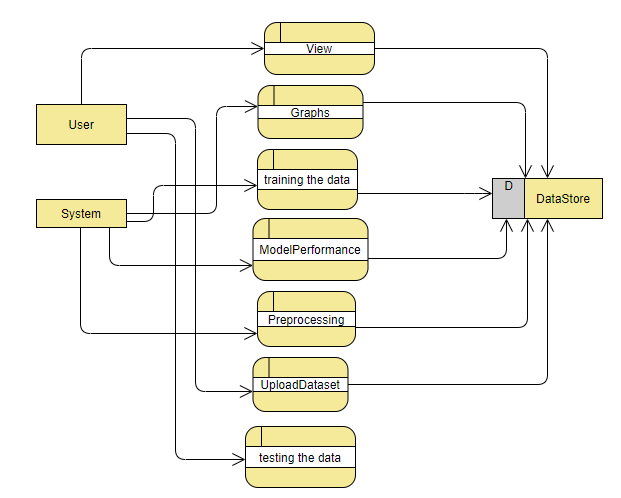 View
Graphs
User
training the data
D
DataStore
System
ModelPerformance
Preprocessing
UploadDataset
testing the data